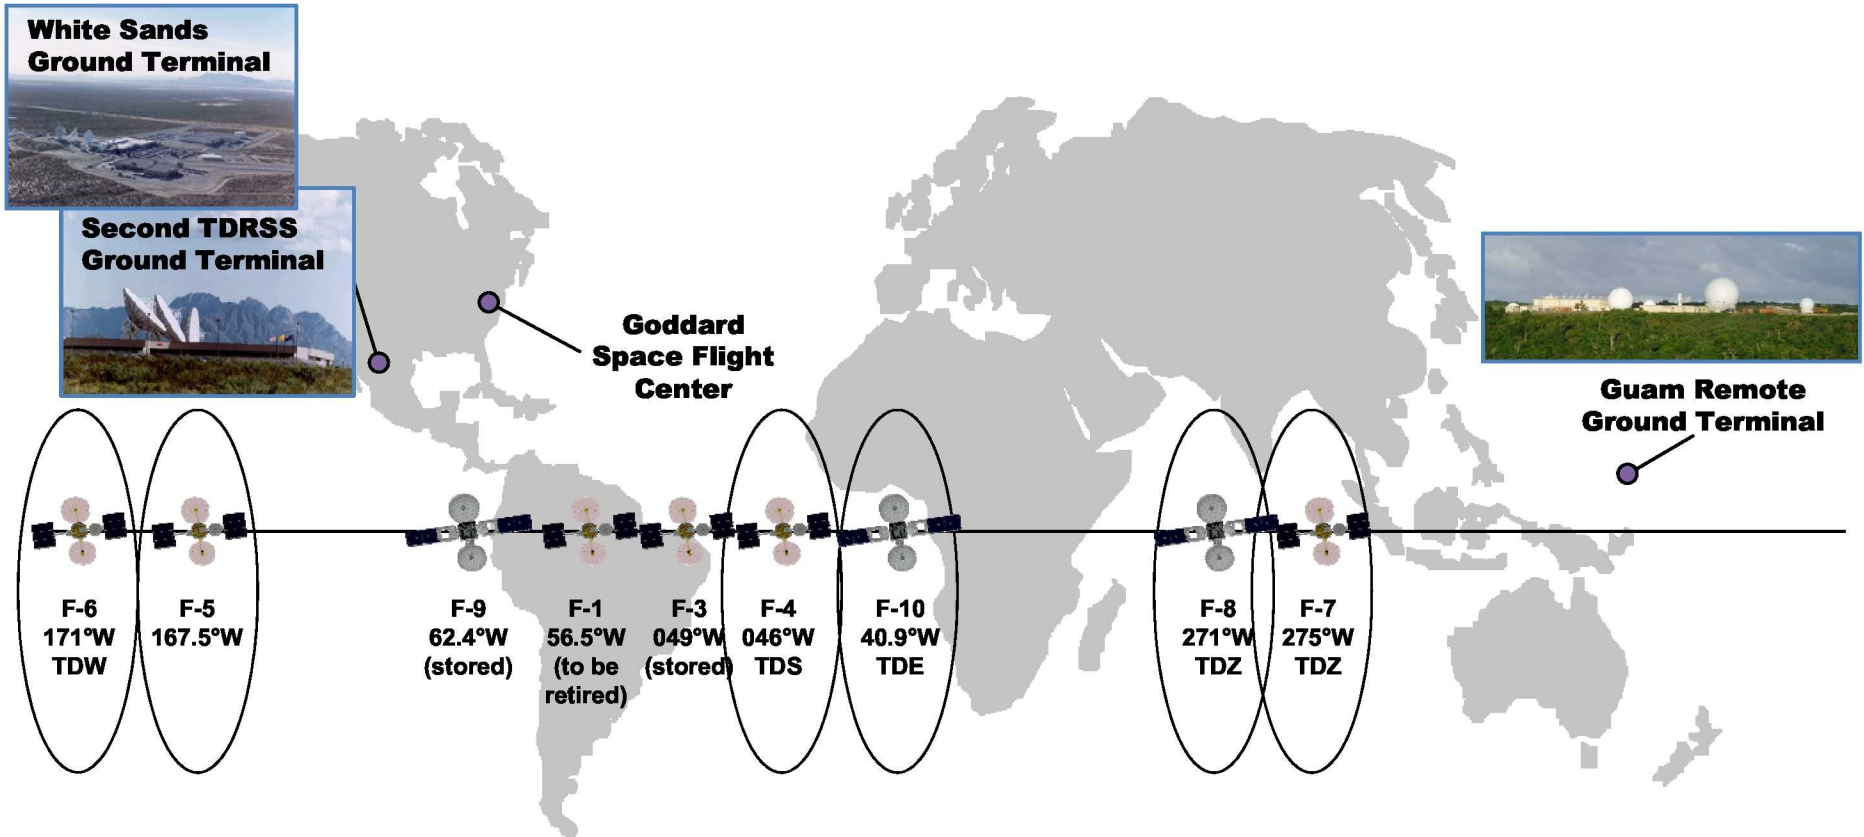 White Sands
Ground Terminal
Second TDRSS
Ground Terminal
Goddard
Space Flight
Center
Guam Remote
Ground Terminal
F-6
171°W
TDW
F-5
167.5°W
F-9
62.4°W
(stored)
F-1
56.5°W
(to be
retired)
F-3
049°W
(stored)
F-4
046°W
TDS
F-10
40.9°W
TDE
F-8
271°W
TDZ
F-7
275°W
TDZ